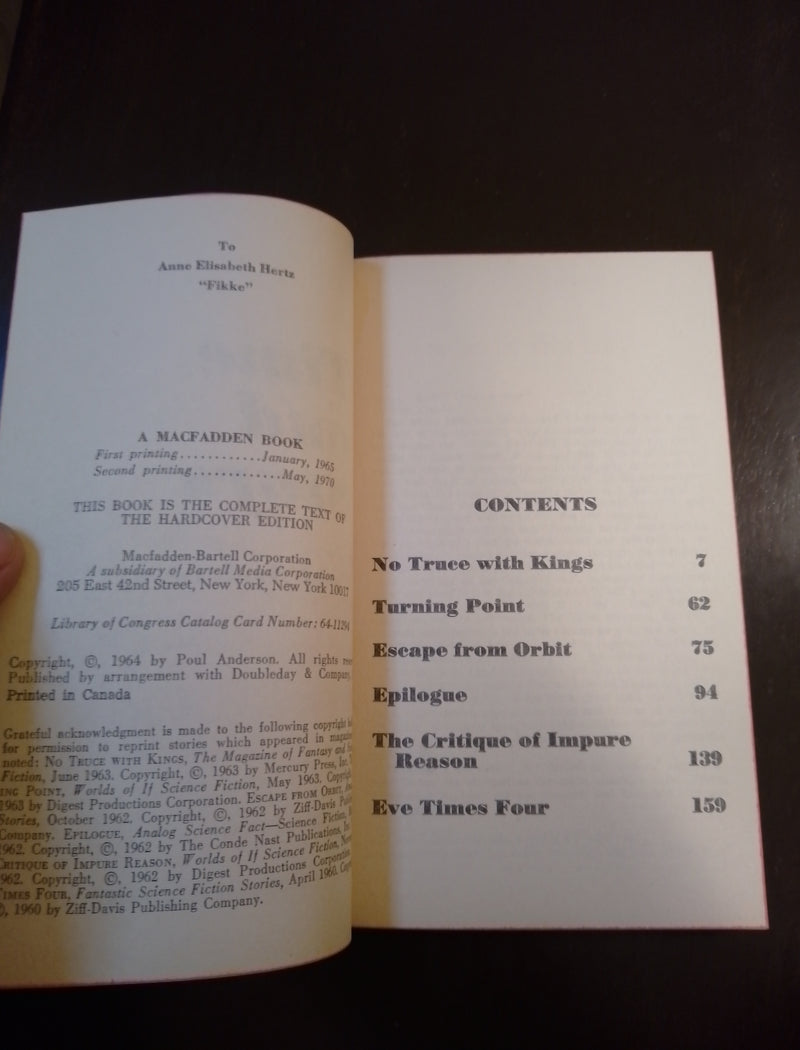 To
Anne Elisabeth Hertz
“Fikke”
A MACFADDEN BOOK
First printing............January, 1965
Second printing.............May, 1970
THIS BOOK IS THE COMPLETE TEXT OF
THE HARDCOVER EDITION
Macfadden-Bartell Corporation
A subsidiary of Bartell Media Corporation
205 East 42nd Street, New York, New York 10017
Library of Congress Catalog Card Number: 64-11294
Copyright, ©, 1964 by Poul Anderson. All rights
Published by arrangement with Doubleday & Company,
Printed in Canada
Grateful acknowledgment is made to the following copyright
for permission to reprint stories which appeared in
noted: NO TRUCE WITH KINGS, The Magazine of Fantasy and
Fiction, June 1963. Copyright, ©, 1963 by Mercury Press, Inc.
ING POINT, Worlds of If Science Fiction, May 1963.
1963 by Digest Productions Corporation. ESCAPE FROM ORBIT,
Stories, October 1962. Copyright, ©, 1962 by Ziff-Davis
Company. EPILOGUE, Analog Science Fact—Science Fiction,
1962. Copyright, ©, 1962 by The Conde Nast Publications,
CRITIQUE OF IMPURE REASON, Worlds of If Science Fiction,
1962. Copyright, ©, 1962 by Digest Productions
TIMES FOUR, Fantastic Science Fiction Stories, April 1960.
©, 1960 by Ziff-Davis Publishing Company.
CONTENTS
No Truce with Kings 7
Turning Point 62
Escape from Orbit 75
Epilogue 94
The Critique of Impure
Reason 139
Eve Times Four 159